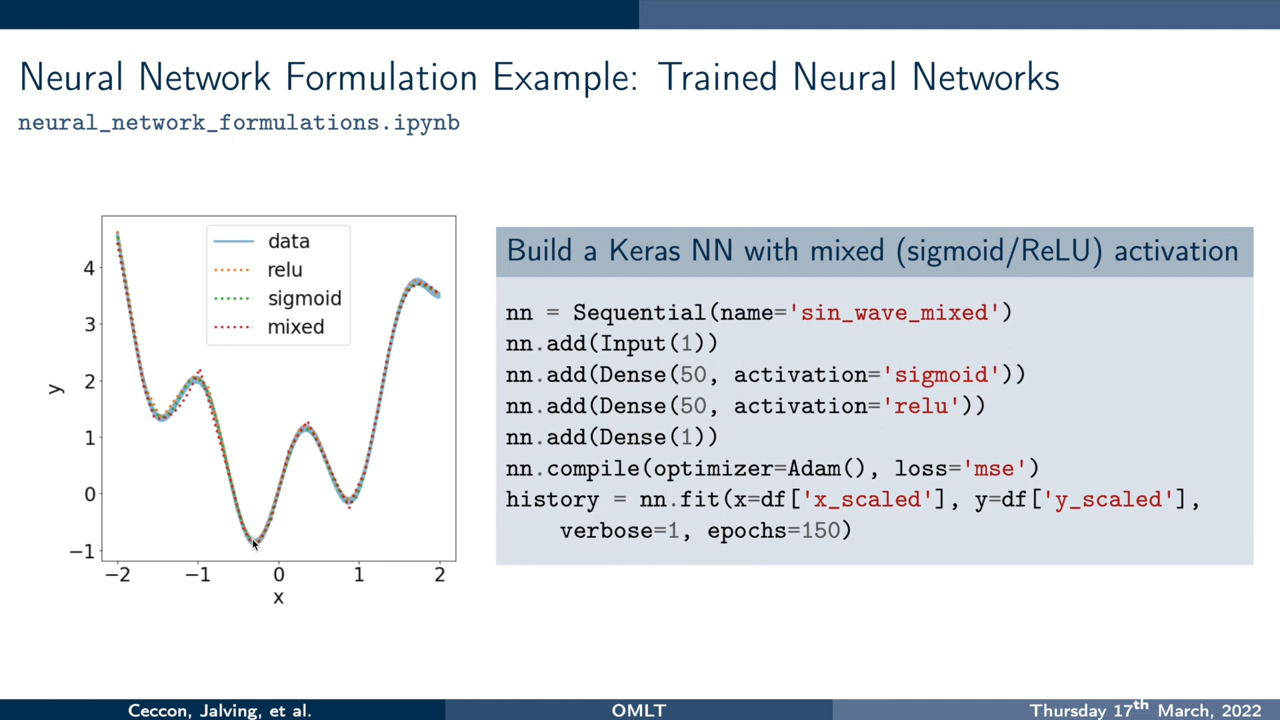 Neural Network Formulation Example: Trained Neural Networks
neural_network_formulations.ipynb
data
relu
sigmoid
mixed
4
3
2
1
0
−1
y
−2 −1 0 1 2
x
Build a Keras NN with mixed (sigmoid/ReLU) activation
nn = Sequential(name='sin_wave_mixed')
nn.add(Input(1))
nn.add(Dense(50, activation='sigmoid'))
nn.add(Dense(50, activation='relu'))
nn.add(Dense(1))
nn.compile(optimizer=Adam(), loss='mse')
history = nn.fit(x=df['x_scaled'], y=df['y_scaled'],
verbose=1, epochs=150)
Ceccon, Jalving, et al. OMLT Thursday 17th March, 2022